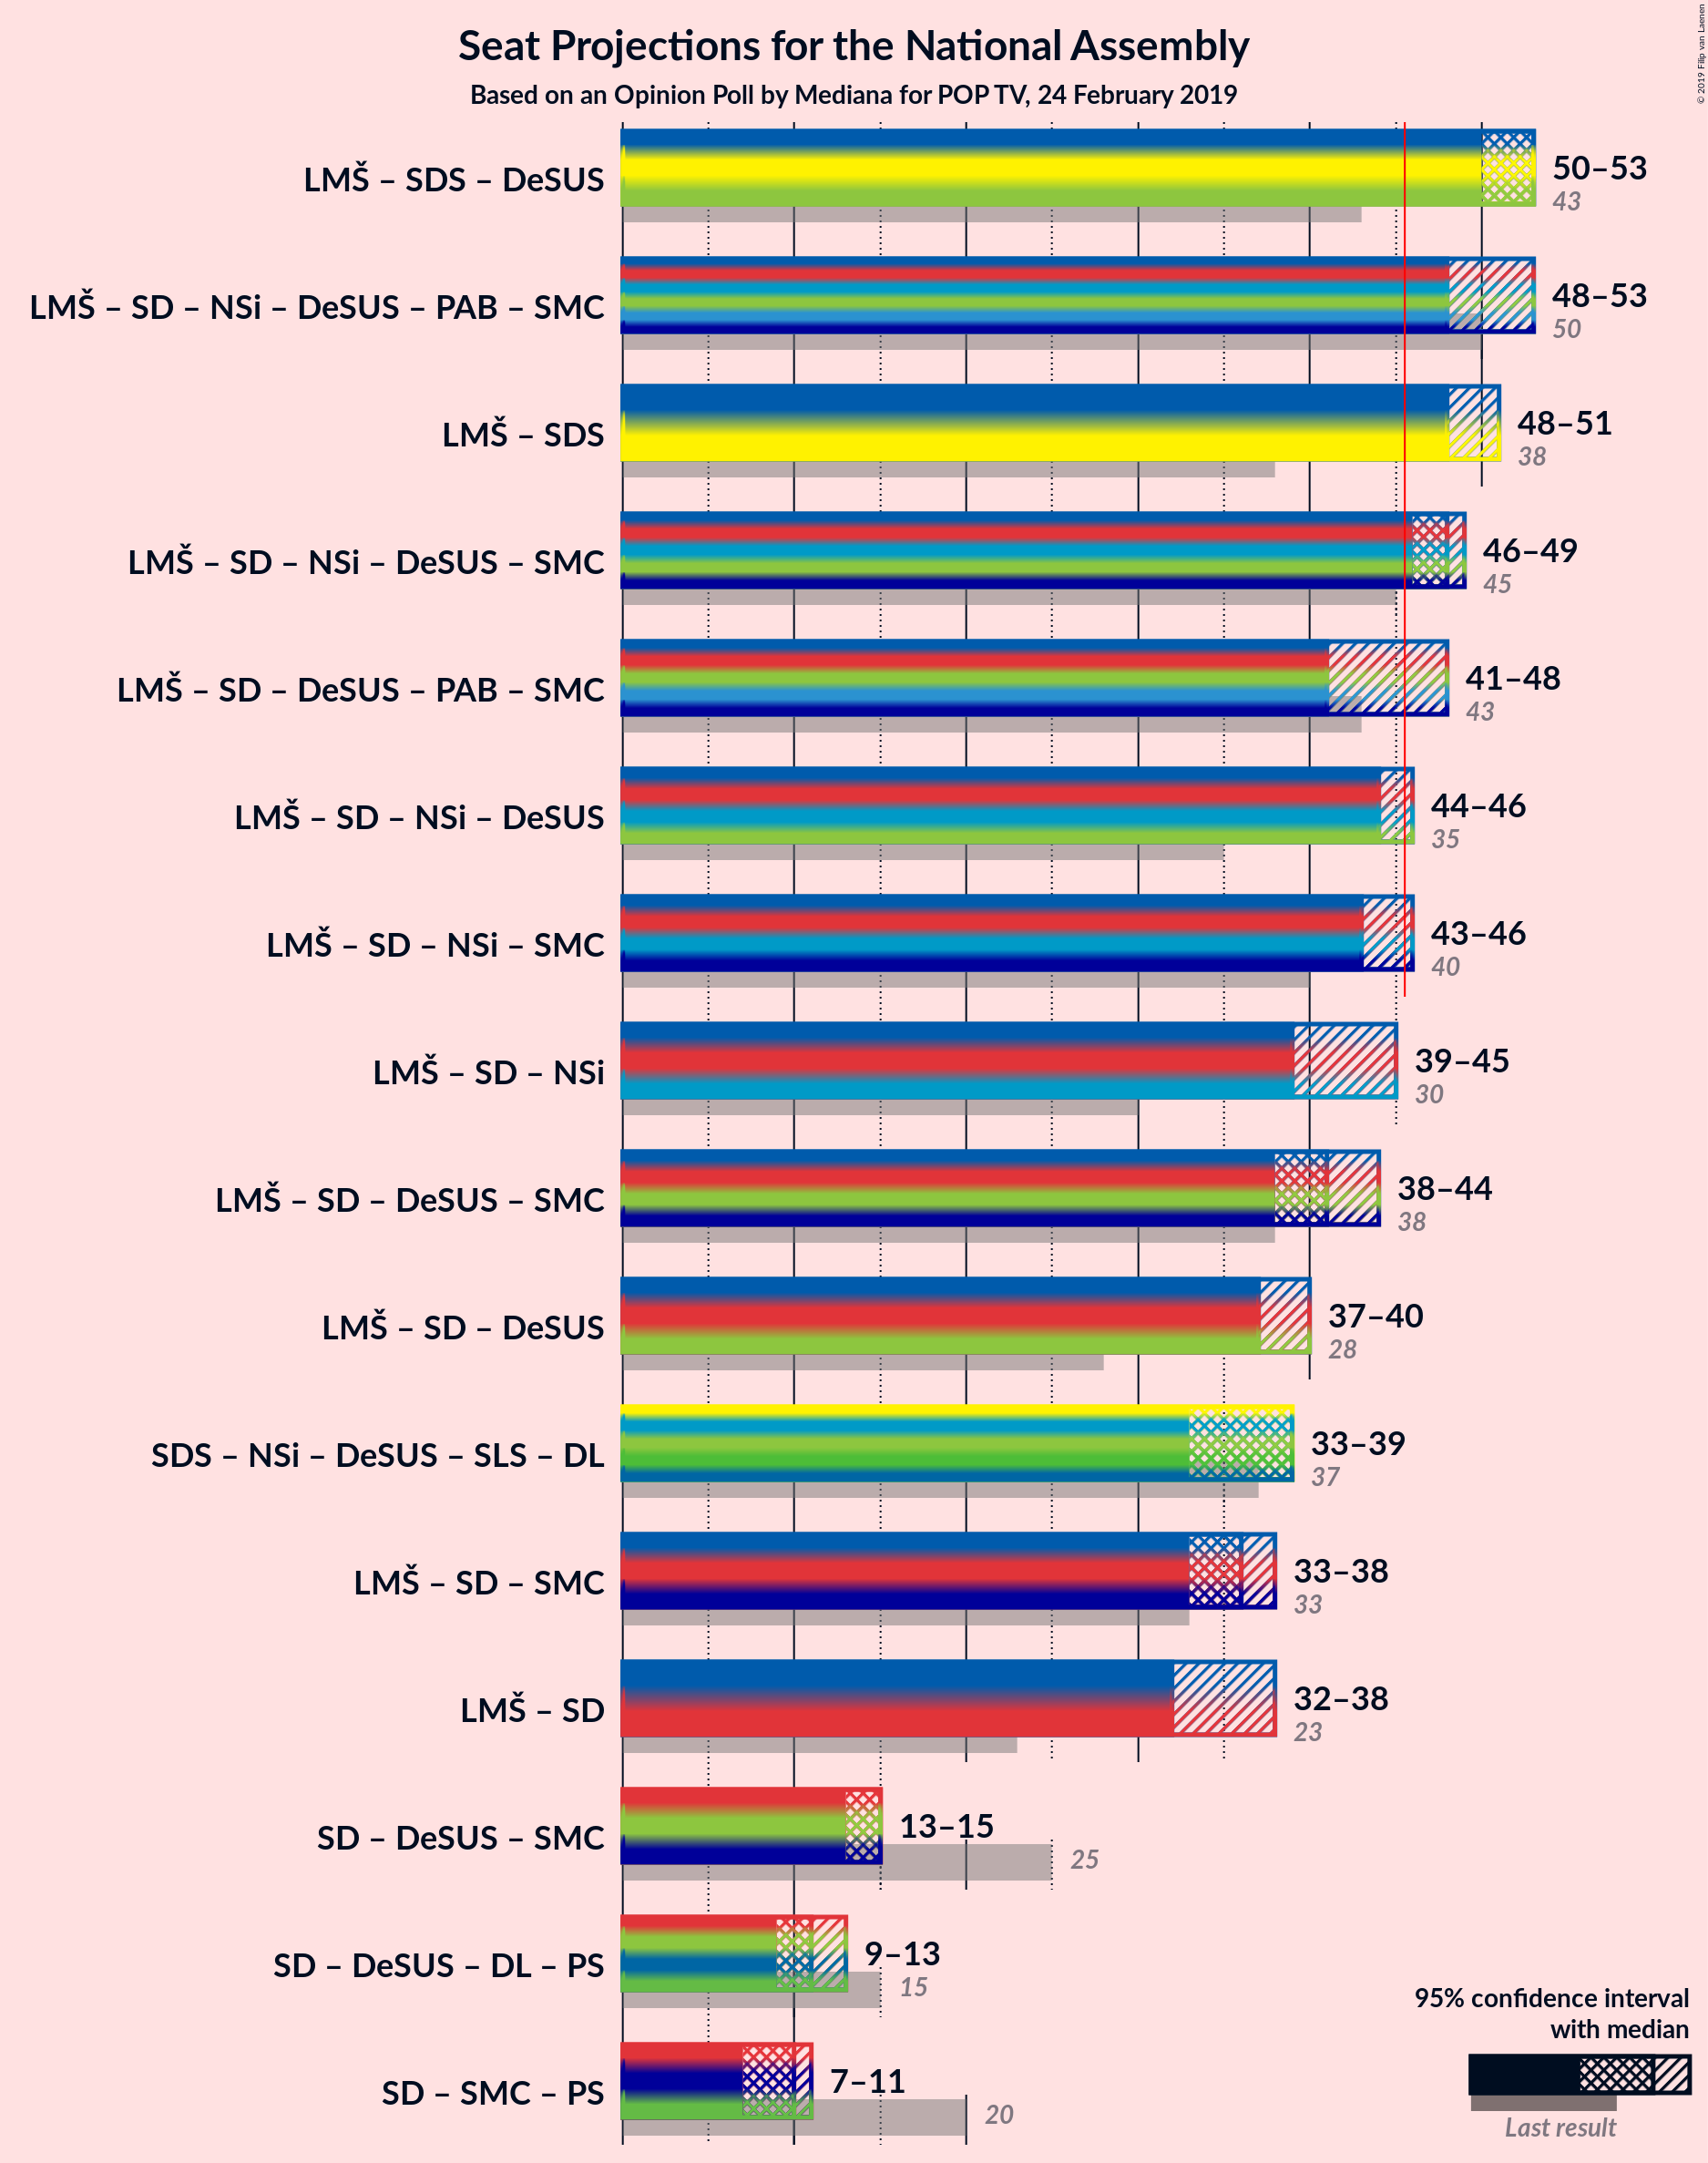 Seat Projections for the National Assembly
Based on an Opinion Poll by Mediana for POP TV, 24 February 2019
© 2019 Filip van Laenen
LMŠ – SDS – DeSUS
50–53
43
LMŠ – SD – NSi – DeSUS – PAB – SMC
48–53
50
LMŠ – SDS
48–51
38
LMŠ – SD – NSi – DeSUS – SMC
46–49
45
LMŠ – SD – DeSUS – PAB – SMC
41–48
43
LMŠ – SD – NSi – DeSUS
44–46
35
LMŠ – SD – NSi – SMC
43–46
40
LMŠ – SD – NSi
39–45
30
LMŠ – SD – DeSUS – SMC
38–44
38
LMŠ – SD – DeSUS
37–40
28
SDS – NSi – DeSUS – SLS – DL
33–39
37
LMŠ – SD – SMC
33–38
33
LMŠ – SD
32–38
23
SD – DeSUS – SMC
13–15
25
SD – DeSUS – DL – PS
9–13
15
SD – SMC – PS
7–11
20
95% confidence interval
with median
Last result